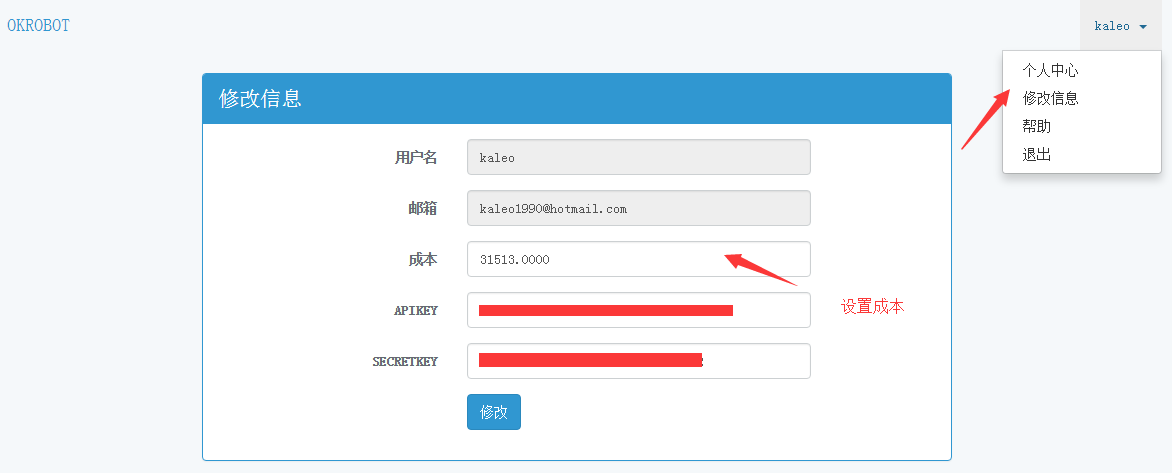 OKROBOT
kaleo
个人中心
修改信息
帮助
退出
修改信息
用户名 kaleo
邮箱 kaleo1990@hotmail.com
成本 31513.0000
设置成本
APIKEY
SECRETKEY
修改